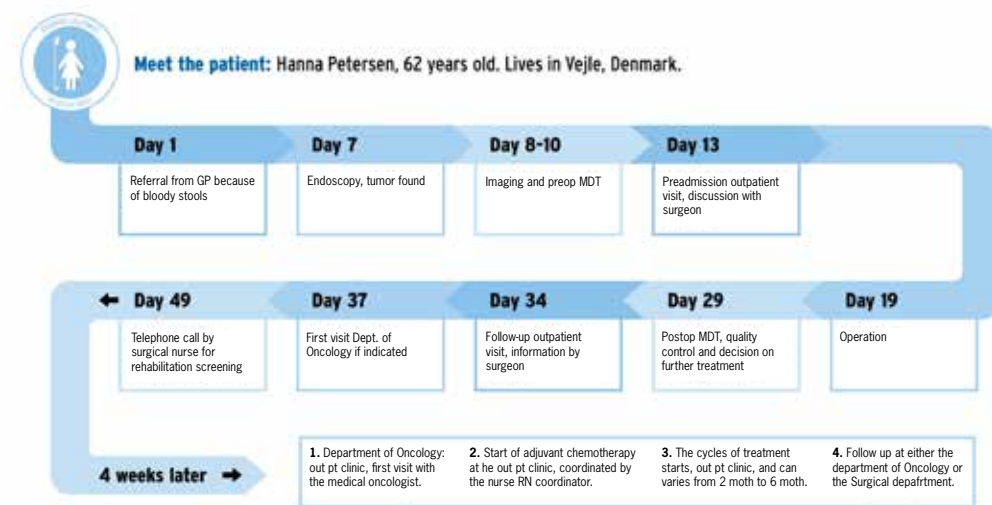 Meet the patient: Hanna Petersen, 62 years old. Lives in Vejle, Denmark.
Day 1
Referral from GP because
of bloody stools
Day 7
Endoscopy, tumor found
Day 8-10
Imaging and preop MDT
Day 13
Preadmission outpatient
visit, discussion with
surgeon
Day 19
Operation
Day 29
Postop MDT, quality
control and decision on
further treatment
Day 34
Follow-up outpatient
visit, information by
surgeon
Day 37
First visit Dept. of
Oncology if indicated
Day 49
Telephone call by
surgical nurse for
rehabilitation screening
4 weeks later
1. Department of Oncology:
out pt clinic, first visit with
the medical oncologist.
2. Start of adjuvant chemotherapy
at he out pt clinic, coordinated by
the nurse RN coordinator.
3. The cycles of treatment
starts, out pt clinic, and can
varies from 2 moth to 6 moth.
4. Follow up at either the
department of Oncology or
the Surgical depafrtment.